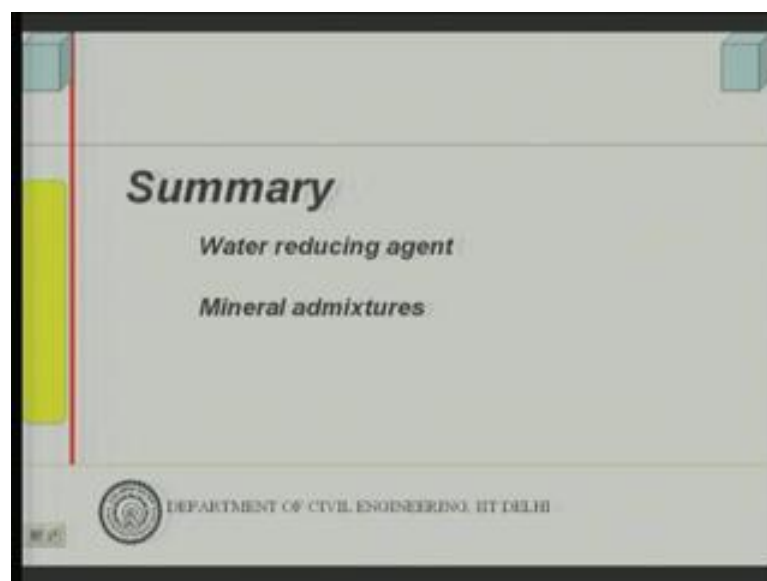 Summary
Water reducing agent
Mineral admixtures
DEPARTMENT OF CIVIL ENGINEERING, IIT DELHI